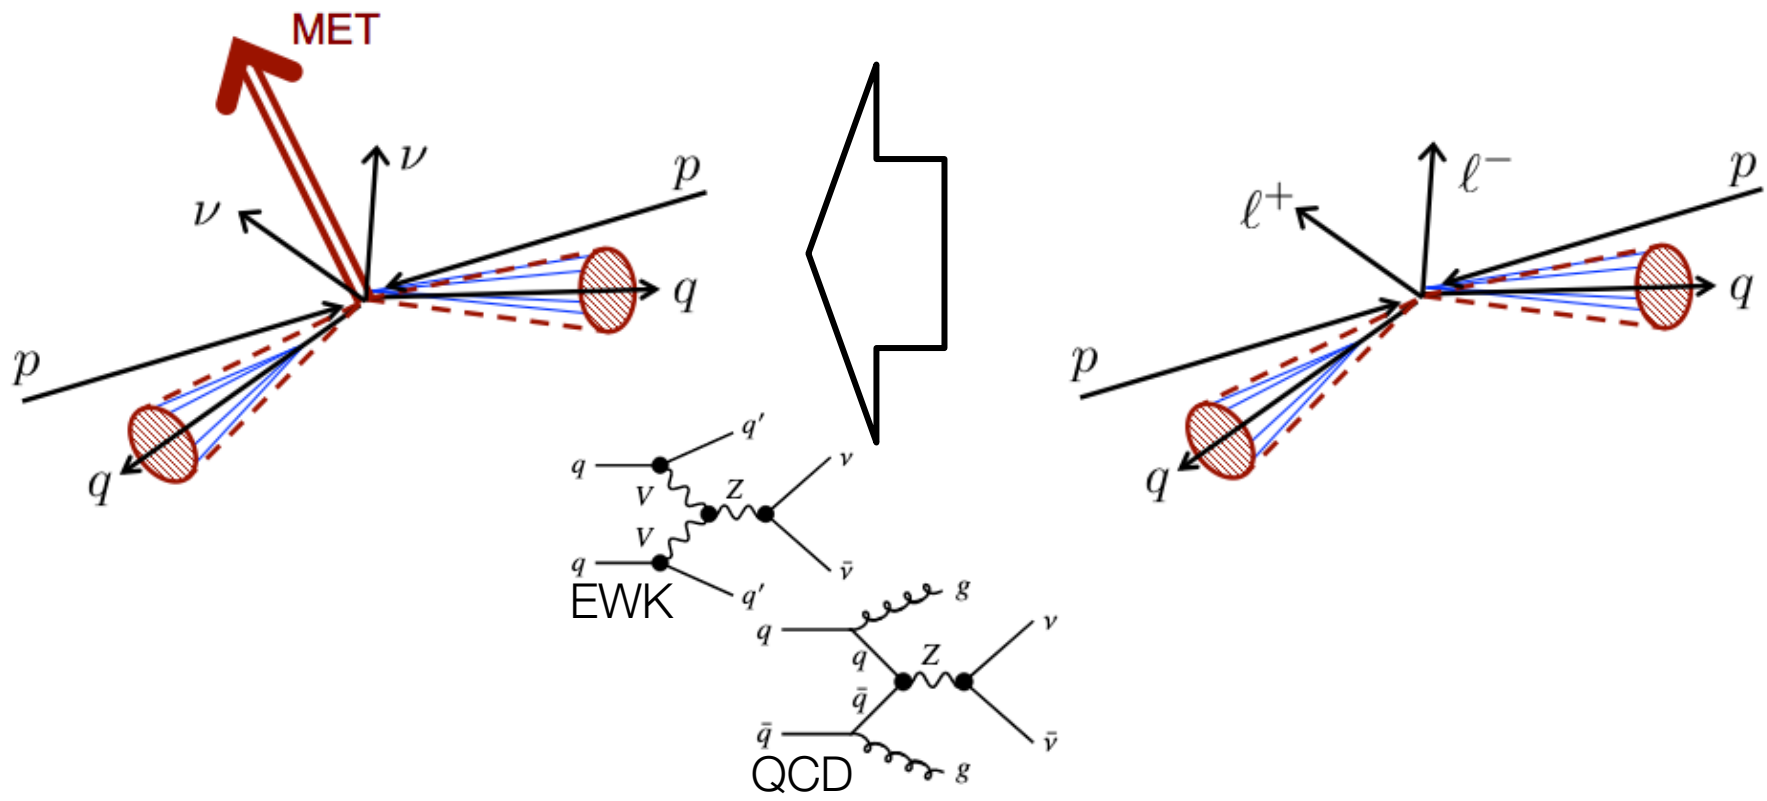 MET
ν
ν
p
q
p
q
ℓ⁺
ℓ⁻
p
q
p
q
q
q′
V
Z
ν
V
q
q′
ν̄
EWK
g
q
q
Z
ν
q̄
q̄
g
ν̄
QCD